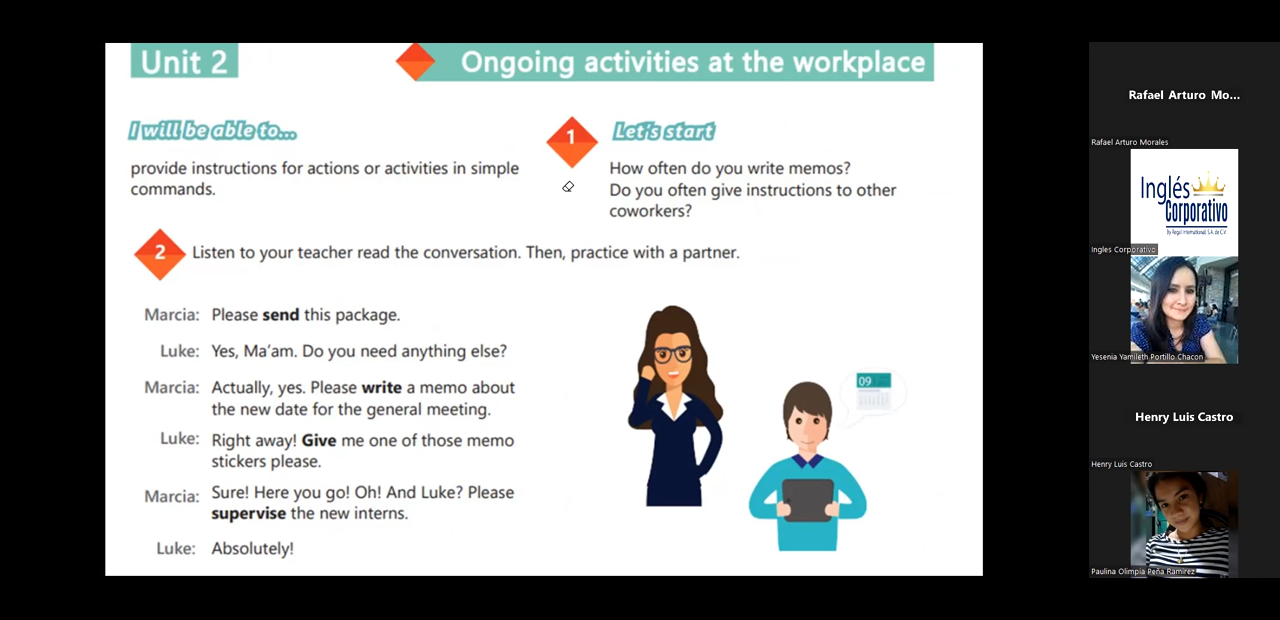 Unit 2
Ongoing activities at the workplace
I will be able to...
provide instructions for actions or activities in simple
commands.
1
Let's start
How often do you write memos?
Do you often give instructions to other
coworkers?
2
Listen to your teacher read the conversation. Then, practice with a partner.
Marcia: Please send this package.
Luke: Yes, Ma'am. Do you need anything else?
Marcia: Actually, yes. Please write a memo about
the new date for the general meeting.
Luke: Right away! Give me one of those memo
stickers please.
Marcia: Sure! Here you go! Oh! And Luke? Please
supervise the new interns.
Luke: Absolutely!
09
Rafael Arturo Mo...
Rafael Arturo Morales
Inglés
Corporativo
By Regal International, S.A. de C.V.
Ingles Corporativo
Yesenia Yamileth Portillo Chacon
Henry Luis Castro
Henry Luis Castro
Paulina Olimpia Peña Ramirez